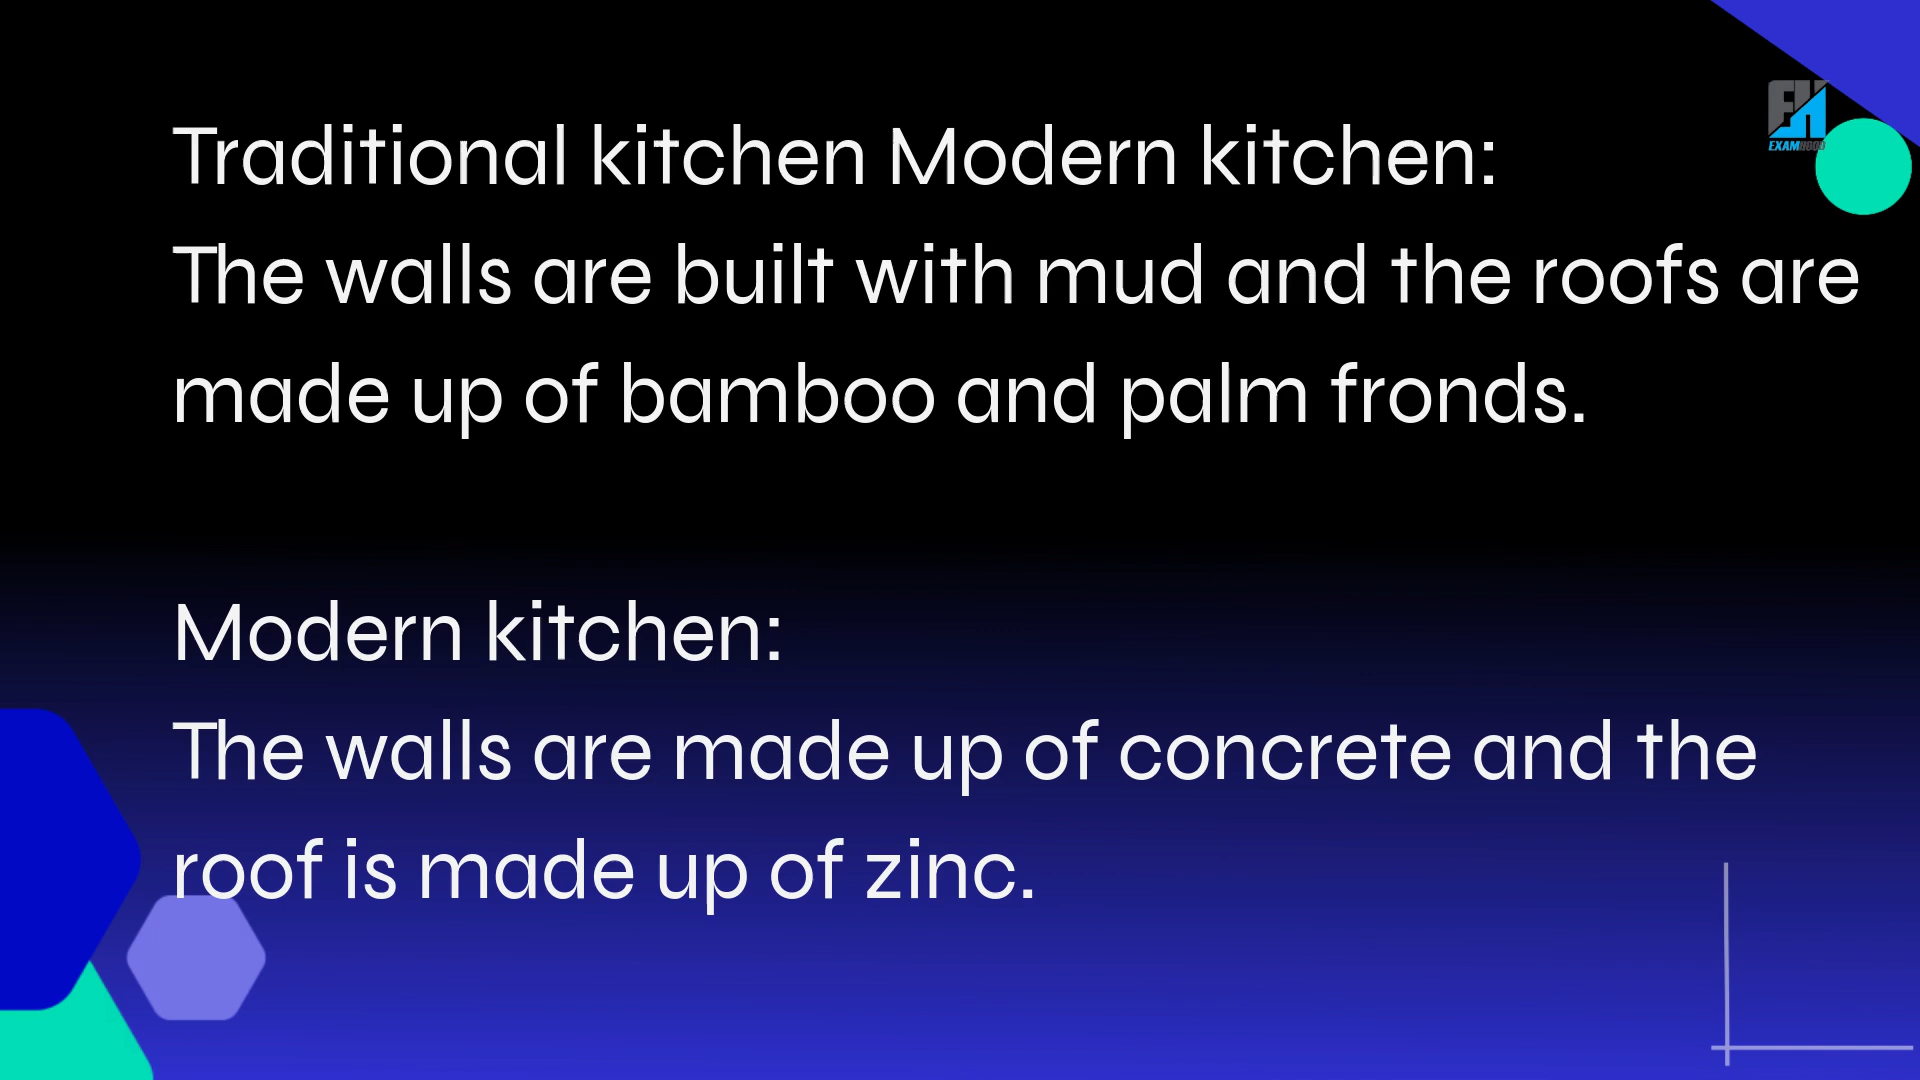 Traditional kitchen Modern kitchen:
The walls are built with mud and the roofs are
made up of bamboo and palm fronds.
Modern kitchen:
The walls are made up of concrete and the
roof is made up of zinc.
EXAMHOOD